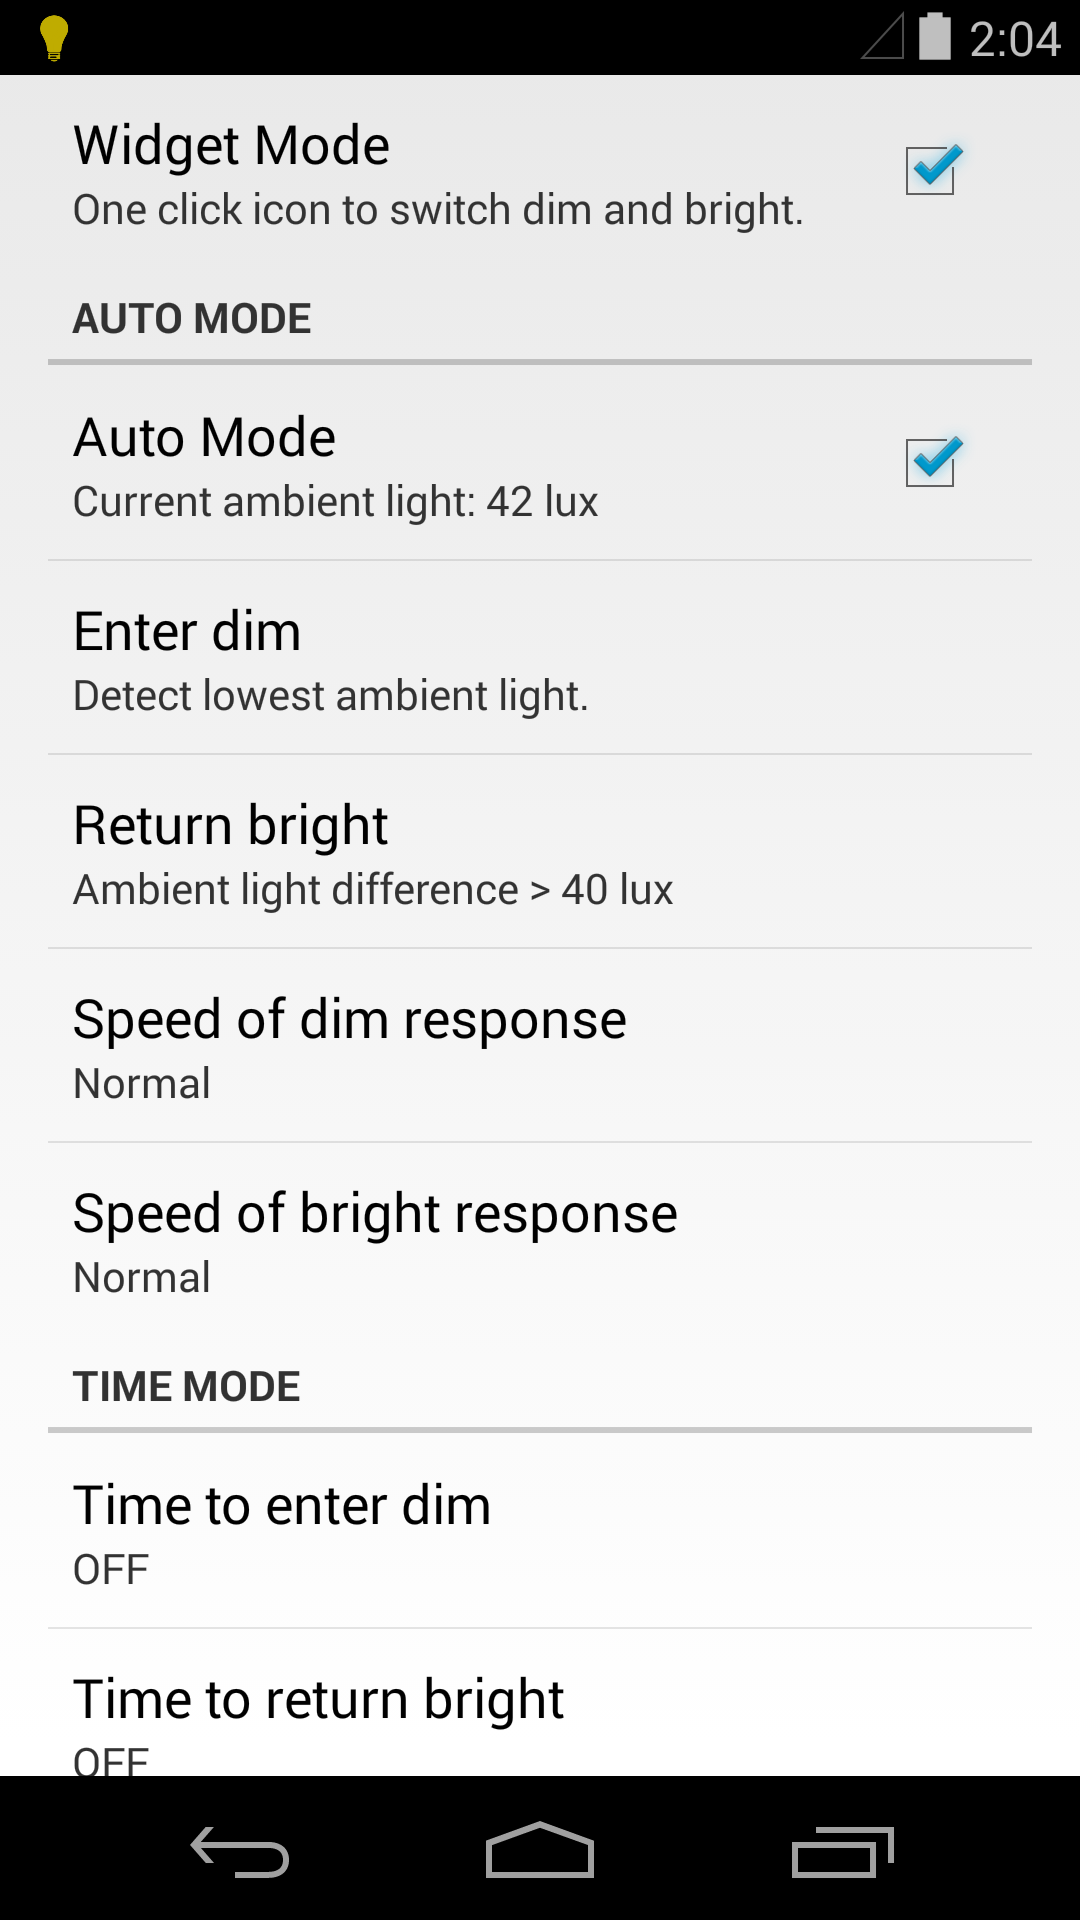 2:04
Widget Mode
One click icon to switch dim and bright.
AUTO MODE
Auto Mode
Current ambient light: 42 lux
Enter dim
Detect lowest ambient light.
Return bright
Ambient light difference > 40 lux
Speed of dim response
Normal
Speed of bright response
Normal
TIME MODE
Time to enter dim
OFF
Time to return bright
OFF